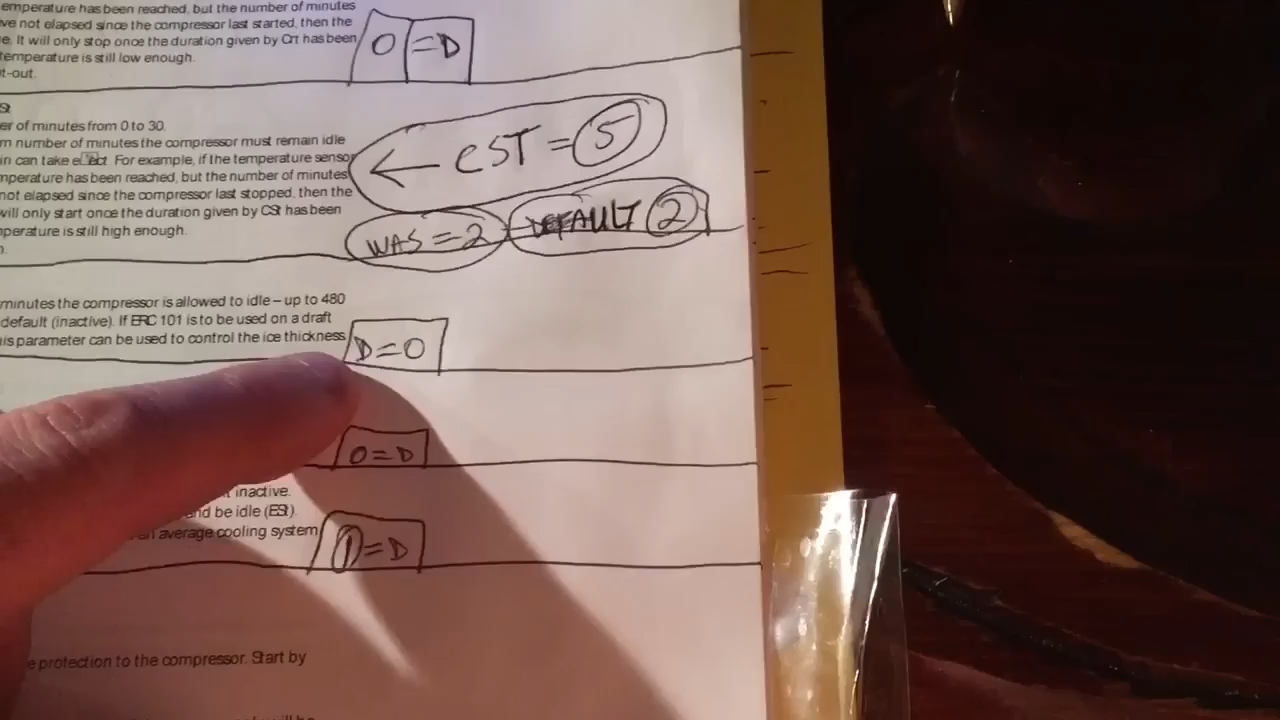 emperature has been reached, but the number of minutes
ve not elapsed since the compressor last started, then the
e. It will only stop once the duration given by Crt has been
temperature is still low enough.
t-out.
0 = D
St
er of minutes from 0 to 30.
m number of minutes the compressor must remain idle
in can take effect. For example, if the temperature sensor
mperature has been reached, but the number of minutes
not elapsed since the compressor last stopped, then the
will only start once the duration given by CSt has been
perature is still high enough.
← CST = 5
WAS = 2 DEFAULT 2
minutes the compressor is allowed to idle – up to 480
default (inactive). If ERC 101 is to be used on a draft
is parameter can be used to control the ice thickness
D = 0
0 = D
inactive.
and be idle (ESt).
an average cooling system
1 = D
e protection to the compressor. Start by